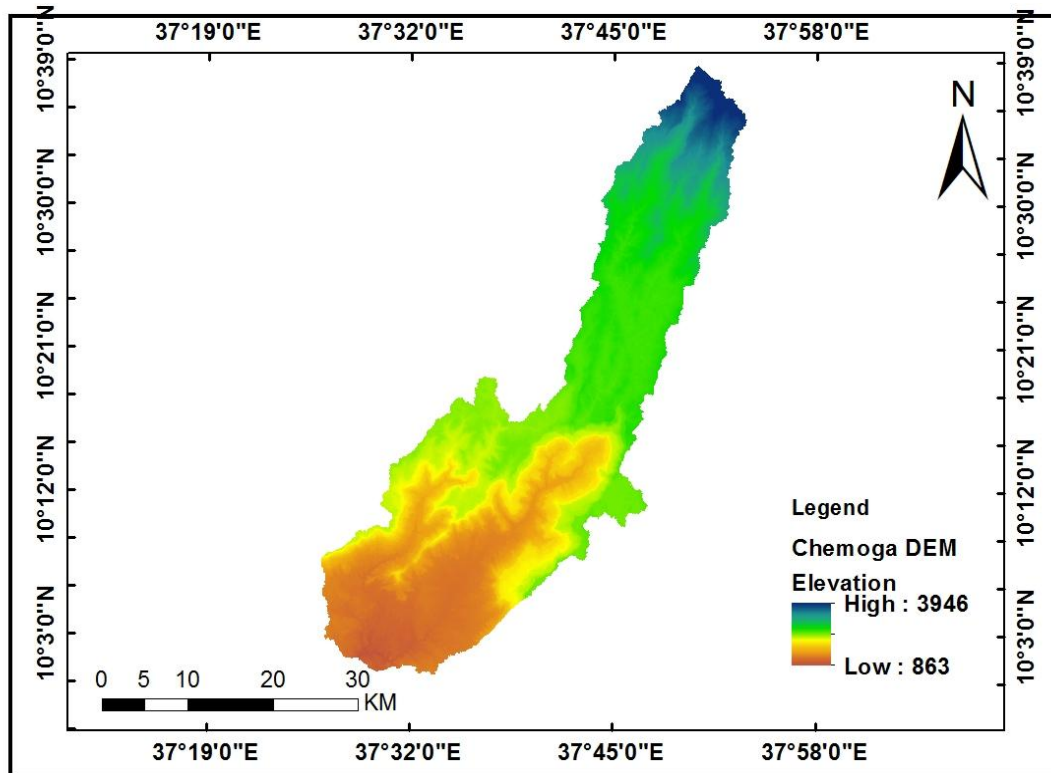 37°19'0"E 37°32'0"E 37°45'0"E 37°58'0"E
10°39'0"N
10°30'0"N
10°21'0"N
10°12'0"N
10°3'0"N
10°39'0"N
10°30'0"N
10°21'0"N
10°12'0"N
10°3'0"N
N
Legend
Chemoga DEM
Elevation
High : 3946
Low : 863
0 5 10 20 30
KM
37°19'0"E 37°32'0"E 37°45'0"E 37°58'0"E